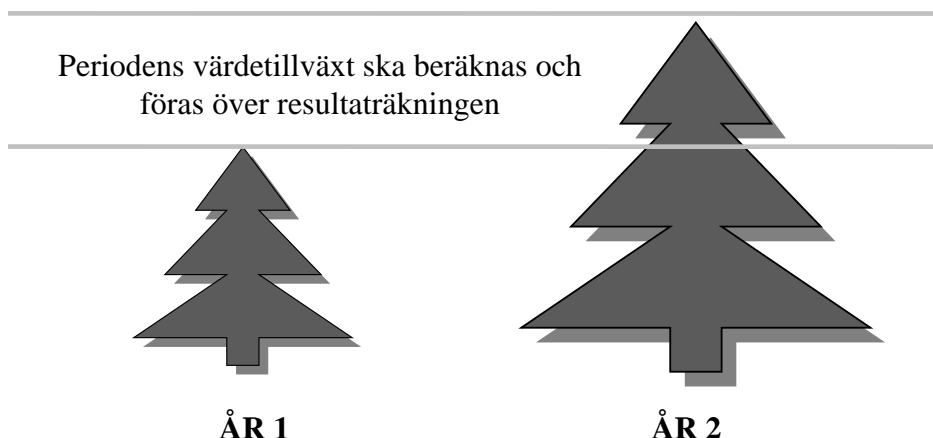 Periodens värdetillväxt ska beräknas och
föras över resultaträkningen
ÅR 1
ÅR 2